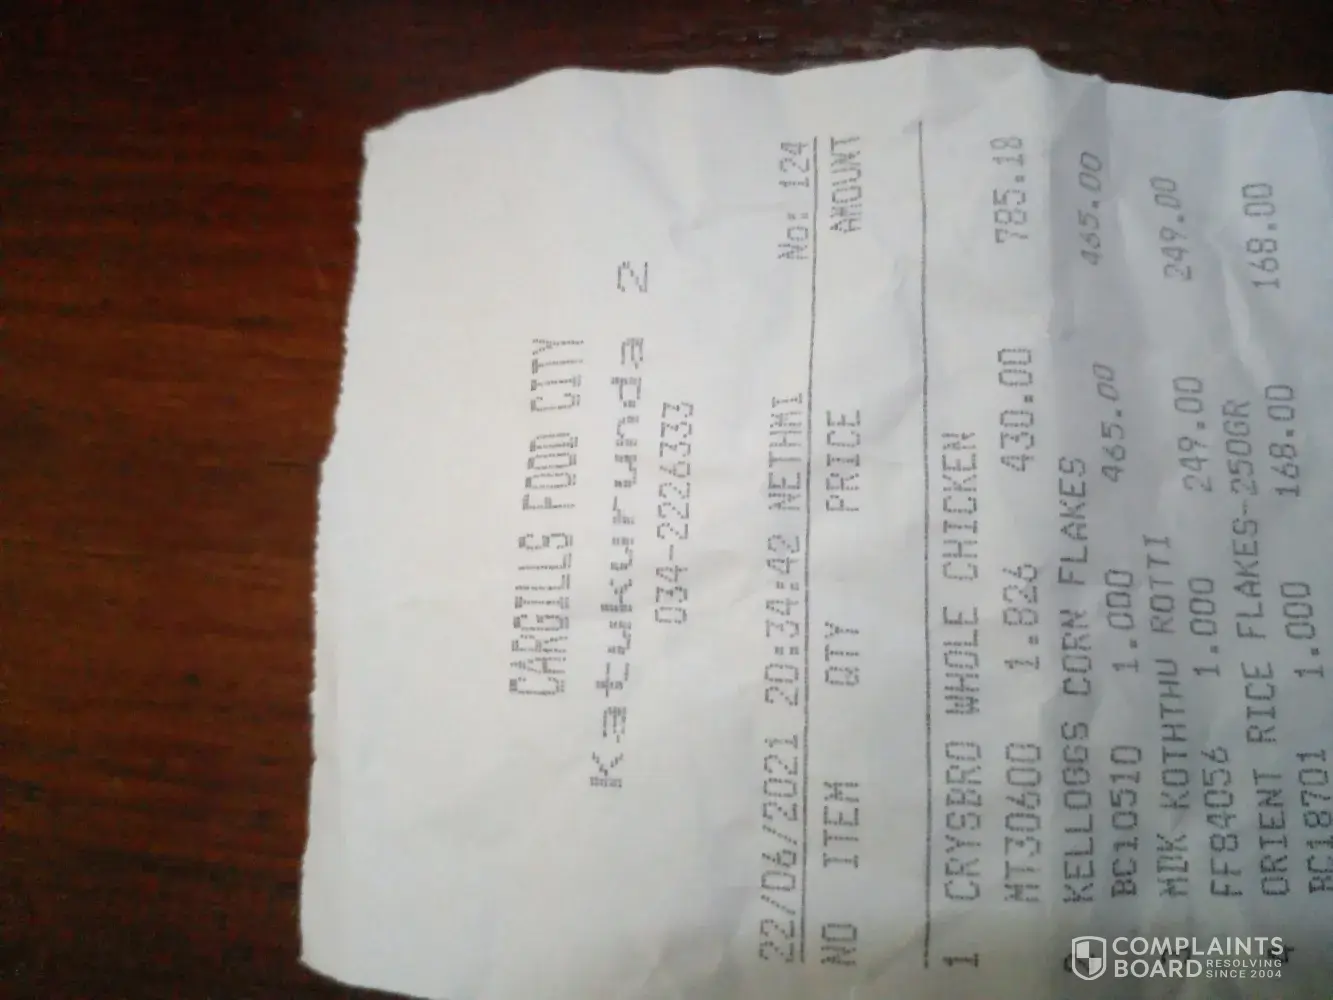 CARGILLS FOOD CITY
Katukurunda 2
034-2226333
22/06/2021 20:34:42 NETHMI No: 124
NO ITEM QTY PRICE AMOUNT
1 CRYSBRO WHOLE CHICKEN
MT30600 1.826 430.00 785.18
KELLOGGS CORN FLAKES
BC10510 1.000 465.00 465.00
MDK KOTHTHU ROTTI
FF84056 1.000 249.00 249.00
4 ORIENT RICE FLAKES-250GR
BC18701 1.000 168.00 168.00
COMPLAINTS
BOARD RESOLVING
SINCE 2004